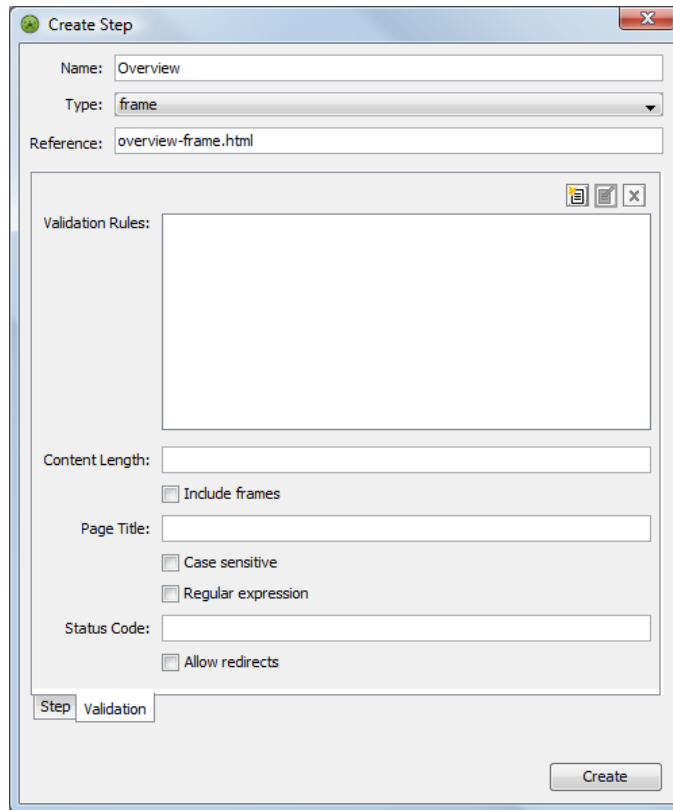 Create Step
Name: Overview
Type: frame
Reference: overview-frame.html
Validation Rules:
Content Length:
Include frames
Page Title:
Case sensitive
Regular expression
Status Code:
Allow redirects
Step Validation
Create